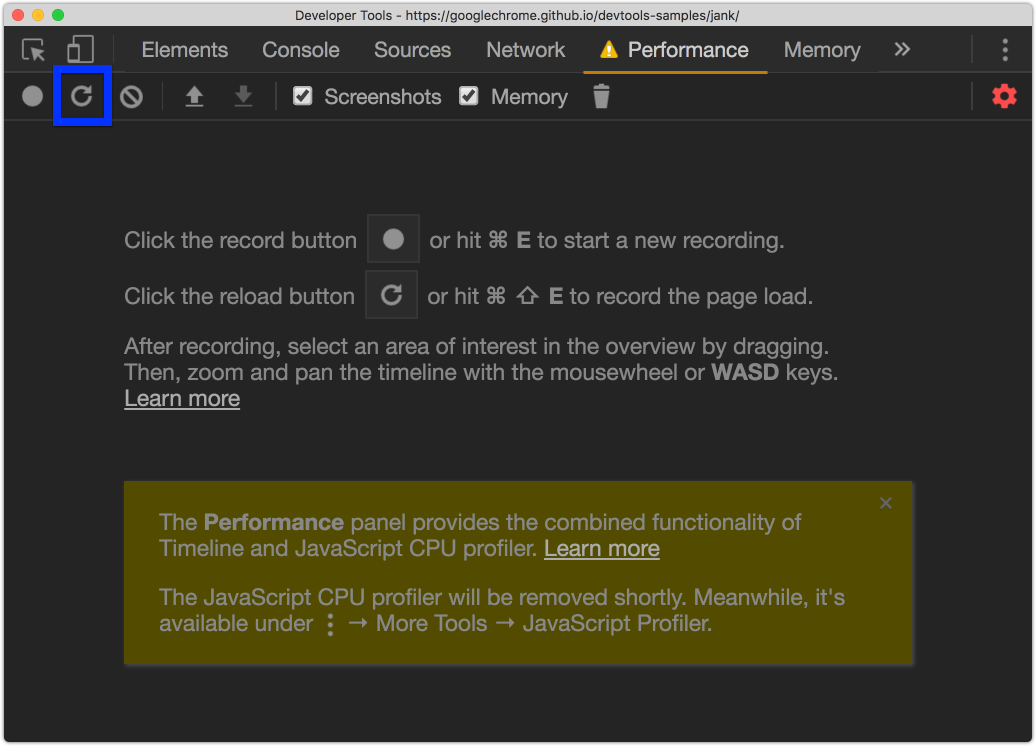 Developer Tools - https://googlechrome.github.io/devtools-samples/jank/
Elements Console Sources Network Performance Memory »
Screenshots Memory
Click the record button or hit ⌘ E to start a new recording.
Click the reload button or hit ⌘ ⇧ E to record the page load.
After recording, select an area of interest in the overview by dragging.
Then, zoom and pan the timeline with the mousewheel or WASD keys.
Learn more
The Performance panel provides the combined functionality of
Timeline and JavaScript CPU profiler. Learn more
The JavaScript CPU profiler will be removed shortly. Meanwhile, it's
available under ⋮ → More Tools → JavaScript Profiler.